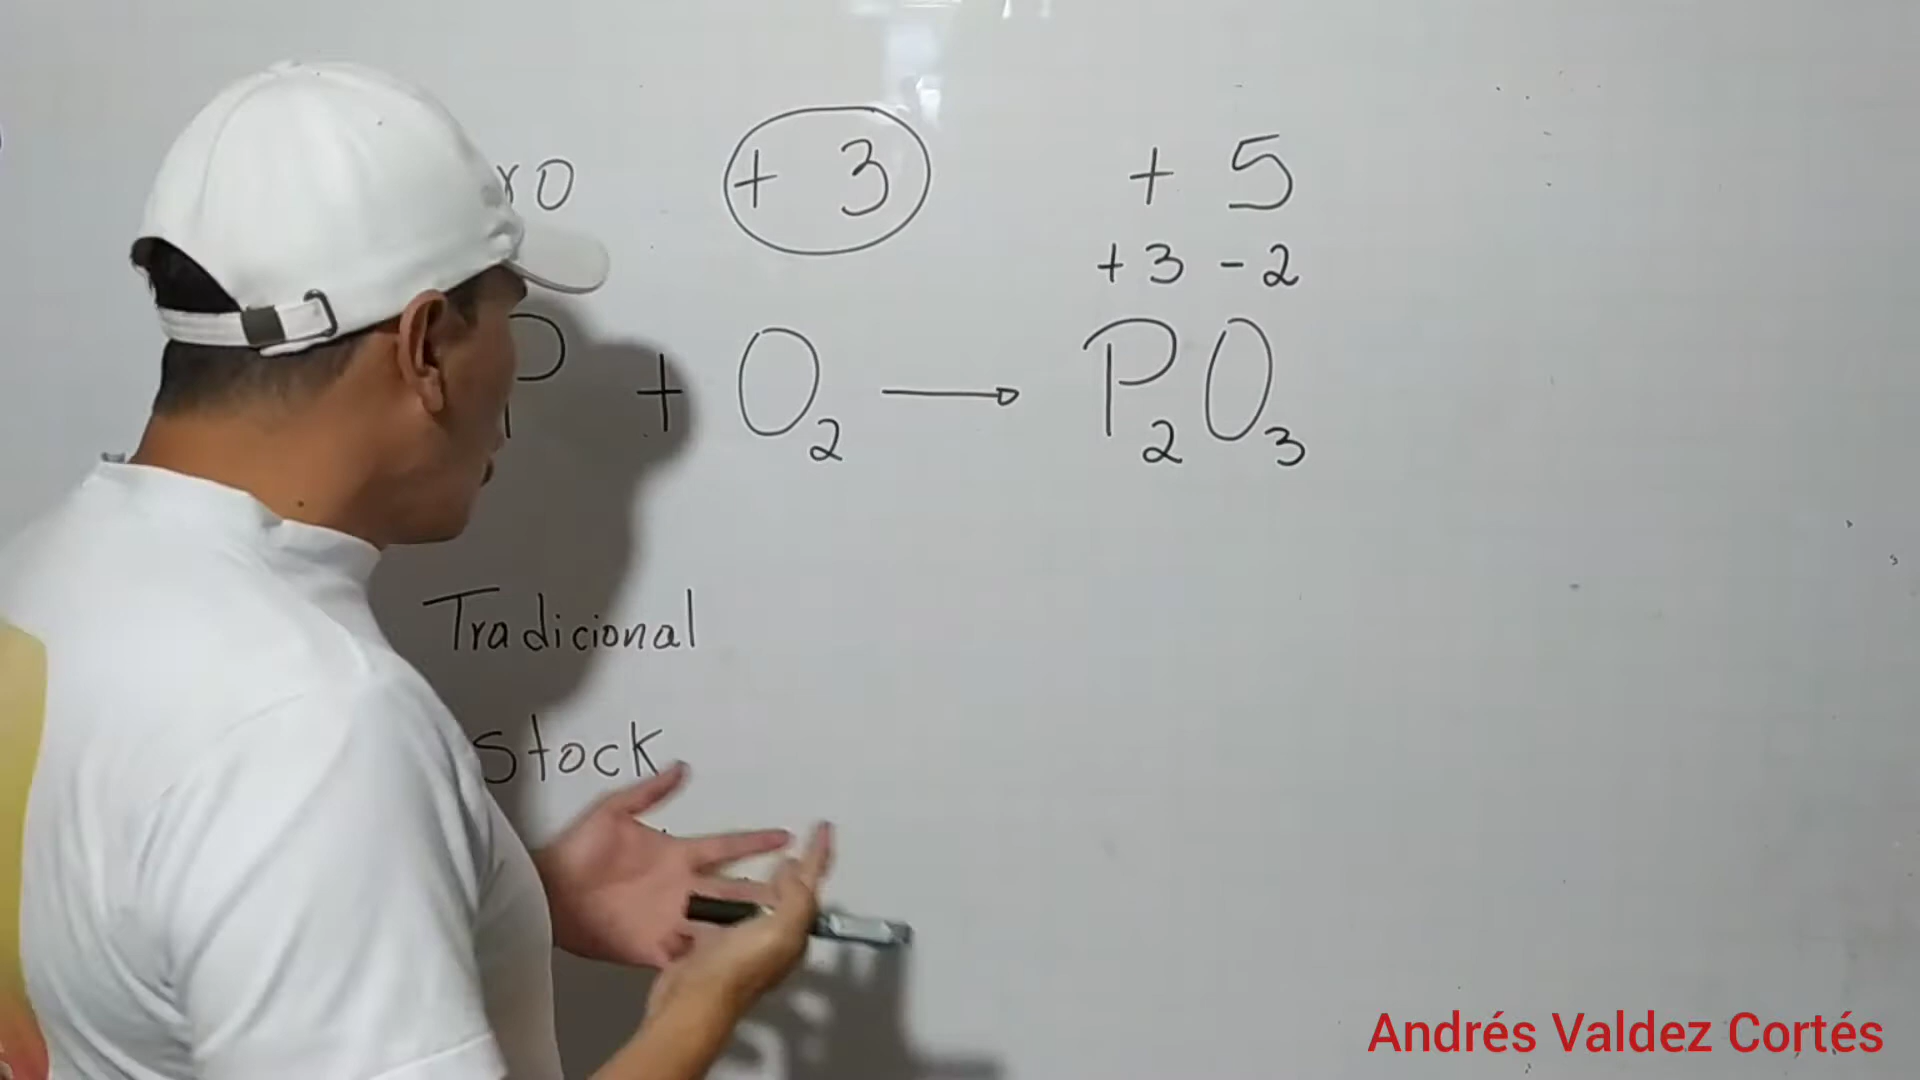 + 3 + 5
+3 -2
P + O₂ → P₂O₃
Tradicional
Stock
Andrés Valdez Cortés